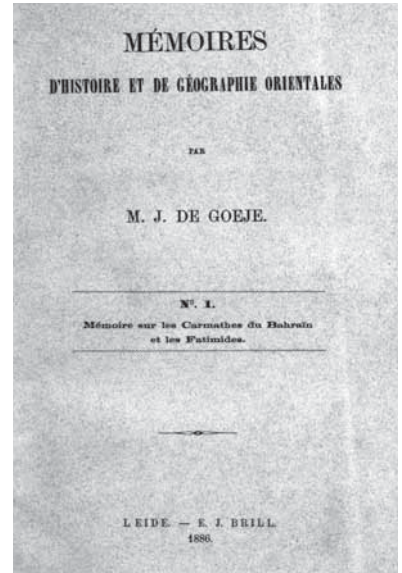 MÉMOIRES
D'HISTOIRE ET DE GÉOGRAPHIE ORIENTALES
PAR
M. J. DE GOEJE.
Nº. 1.
Mémoire sur les Carmathes du Bahraïn
et les Fatimides.
LEIDE. — E. J. BRILL.
1886.